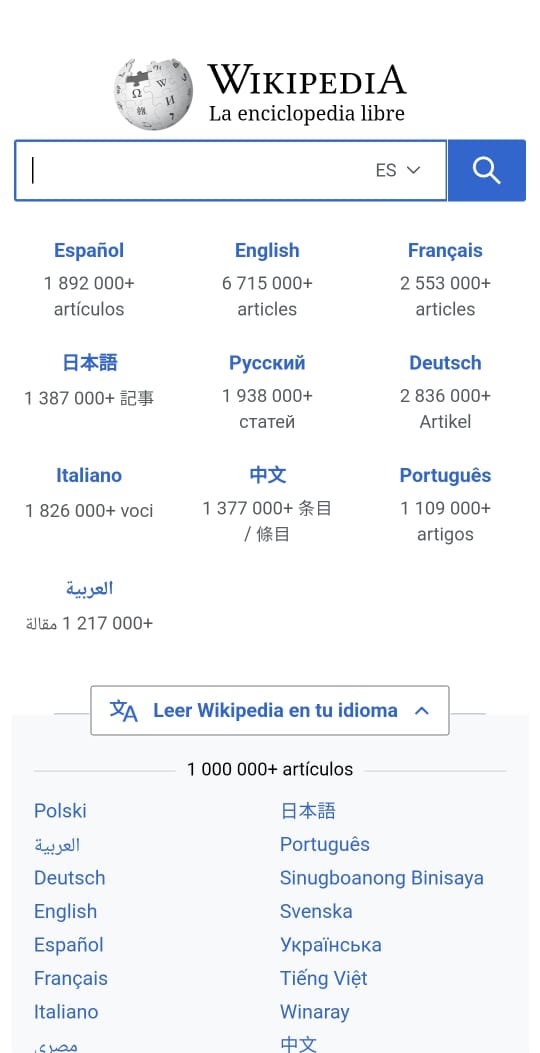 WIKIPEDIA
La enciclopedia libre
ES
Español
1 892 000+
artículos
English
6 715 000+
articles
Français
2 553 000+
articles
日本語
1 387 000+ 記事
Русский
1 938 000+
статей
Deutsch
2 836 000+
Artikel
Italiano
1 826 000+ voci
中文
1 377 000+ 条目
/ 條目
Português
1 109 000+
artigos
العربية
1 217 000+ مقالة
Leer Wikipedia en tu idioma
1 000 000+ artículos
Polski
العربية
Deutsch
English
Español
Français
Italiano
مصرى
日本語
Português
Sinugboanong Binisaya
Svenska
Українська
Tiếng Việt
Winaray
中文